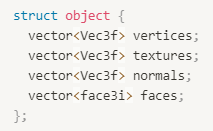 struct object {
    vector<Vec3f> vertices;
    vector<Vec3f> textures;
    vector<Vec3f> normals;
    vector<face3i> faces;
};